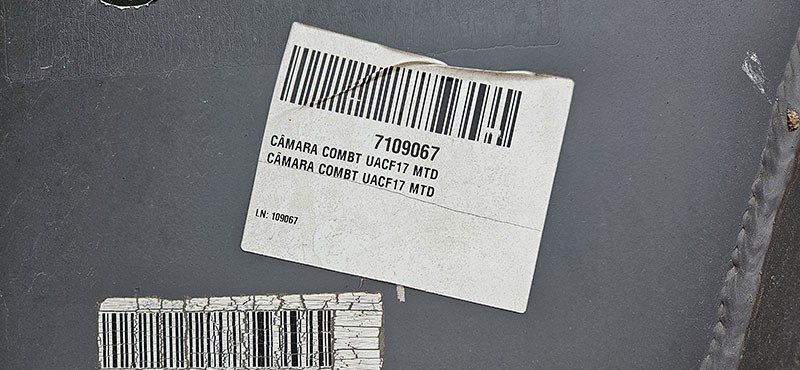 7109067
CÂMARA COMBT UACF17 MTD
CÂMARA COMBT UACF17 MTD
LN: 109067